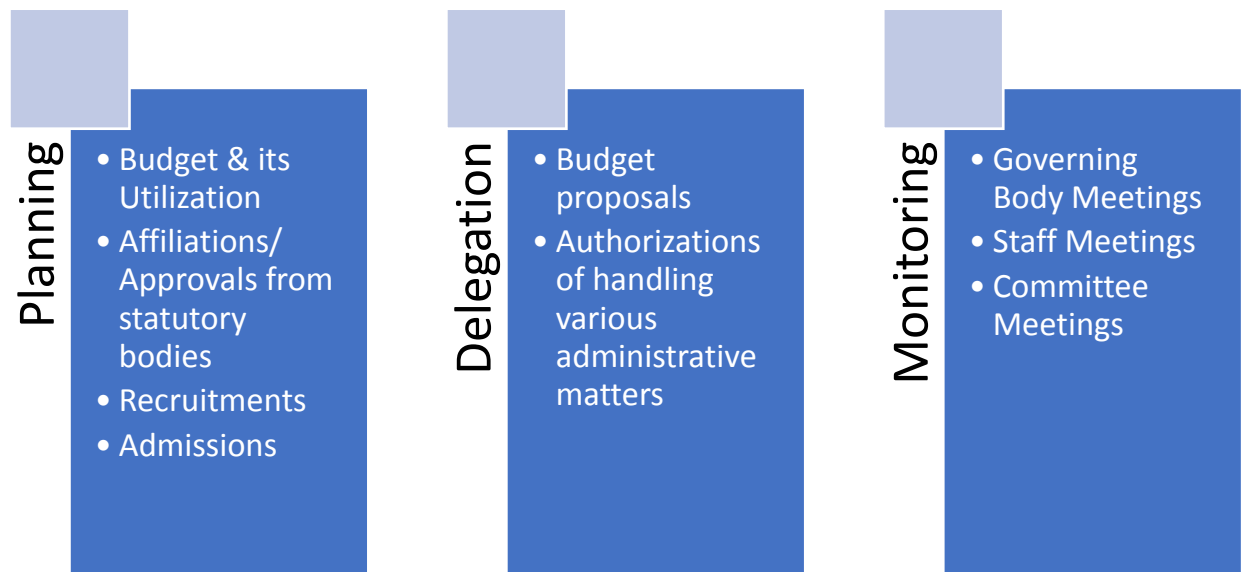 Planning
• Budget & its
Utilization
• Affiliations/
Approvals from
statutory
bodies
• Recruitments
• Admissions
Delegation
• Budget
proposals
• Authorizations
of handling
various
administrative
matters
Monitoring
• Governing
Body Meetings
• Staff Meetings
• Committee
Meetings